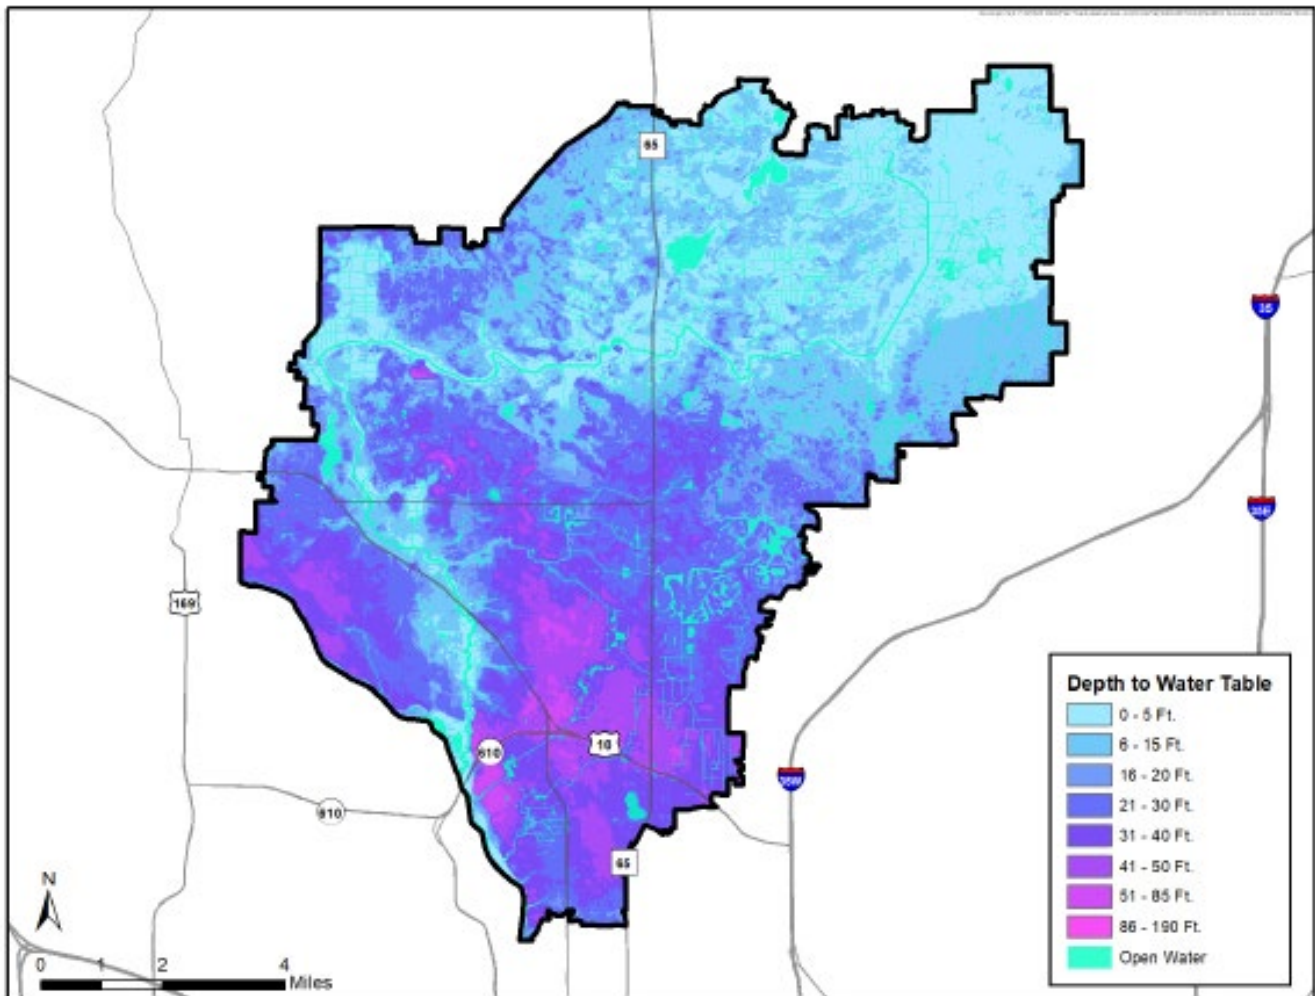 65
35
35E
169
Depth to Water Table
0 - 5 Ft.
6 - 15 Ft.
16 - 20 Ft.
21 - 30 Ft.
31 - 40 Ft.
41 - 50 Ft.
51 - 85 Ft.
86 - 190 Ft.
Open Water
10
610
35W
610
65
N
0 1 2 4
Miles